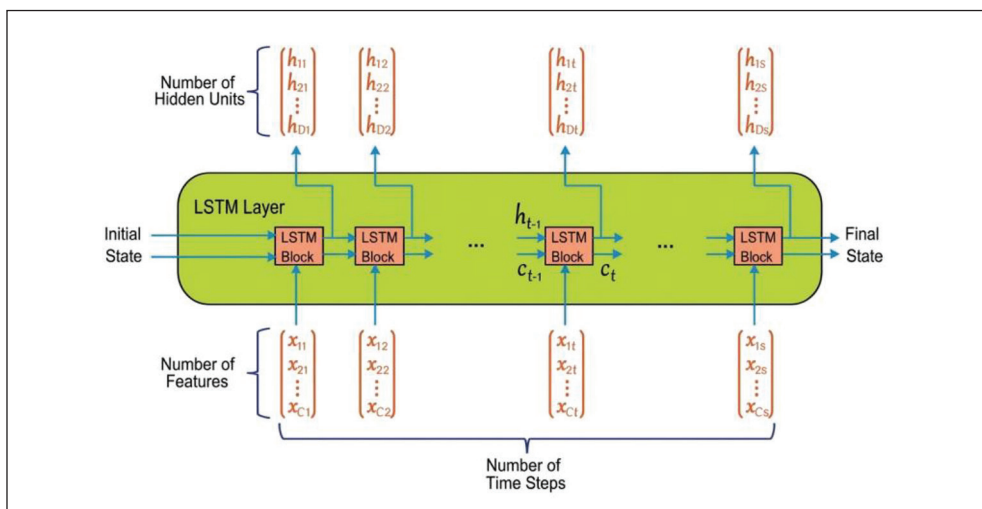 Number of
Hidden Units
h11
h21
⋮
hD1
h12
h22
⋮
hD2
h1t
h2t
⋮
hDt
h1s
h2s
⋮
hDs
LSTM Layer
Initial
State
LSTM
Block
LSTM
Block
...
ht-1
ct-1
LSTM
Block
ct
...
LSTM
Block
Final
State
Number of
Features
x11
x21
⋮
xC1
x12
x22
⋮
xC2
x1t
x2t
⋮
xCt
x1s
x2s
⋮
xCs
Number of
Time Steps